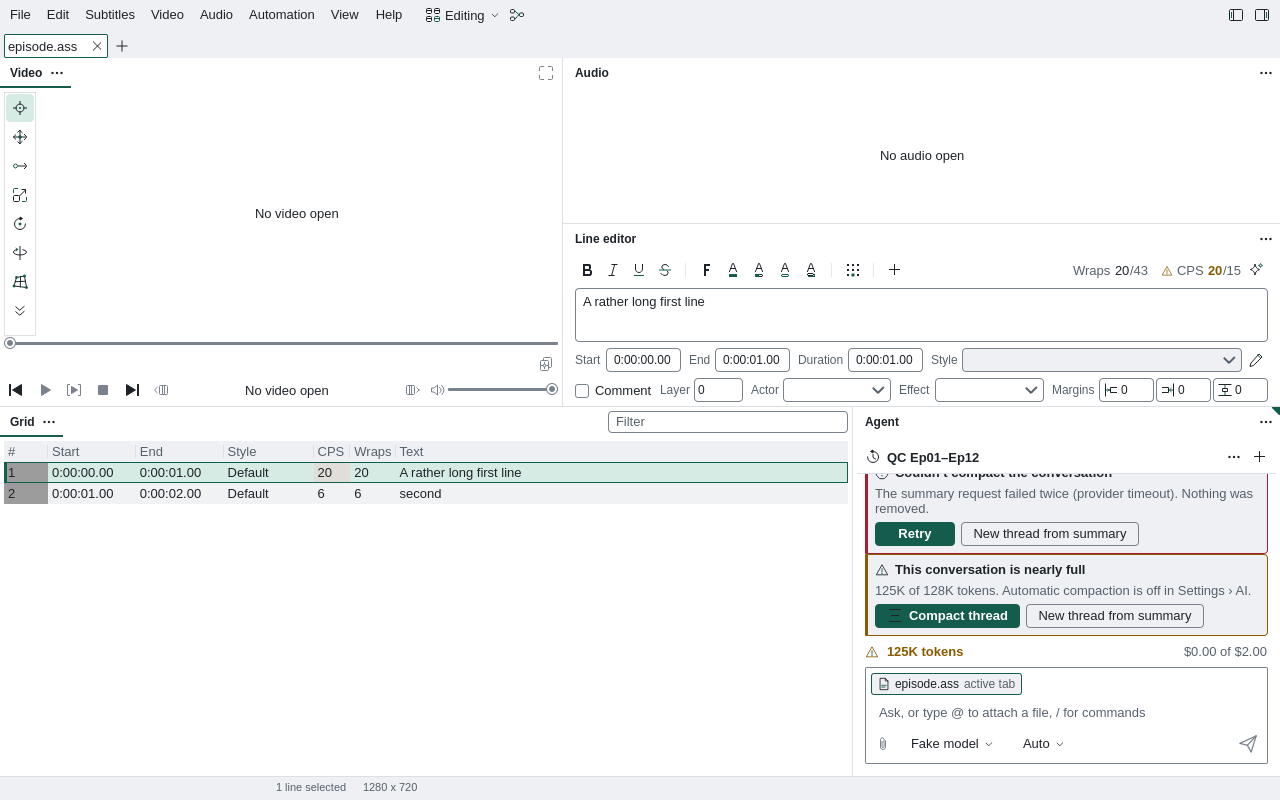 File Edit Subtitles Video Audio Automation View Help Editing
episode.ass
Video
No video open
No video open
Audio
No audio open
Line editor
B I U S F A A A A Wraps 20/43 CPS 20/15
A rather long first line
Start 0:00:00.00 End 0:00:01.00 Duration 0:00:01.00 Style
Comment Layer 0 Actor Effect Margins 0 0 0
Grid
Filter
# Start End Style CPS Wraps Text
1 0:00:00.00 0:00:01.00 Default 20 20 A rather long first line
2 0:00:01.00 0:00:02.00 Default 6 6 second
Agent
QC Ep01–Ep12
Couldn't compact the conversation
The summary request failed twice (provider timeout). Nothing was
removed.
Retry New thread from summary
This conversation is nearly full
125K of 128K tokens. Automatic compaction is off in Settings › AI.
Compact thread New thread from summary
125K tokens $0.00 of $2.00
episode.ass active tab
Ask, or type @ to attach a file, / for commands
Fake model Auto
1 line selected 1280 x 720